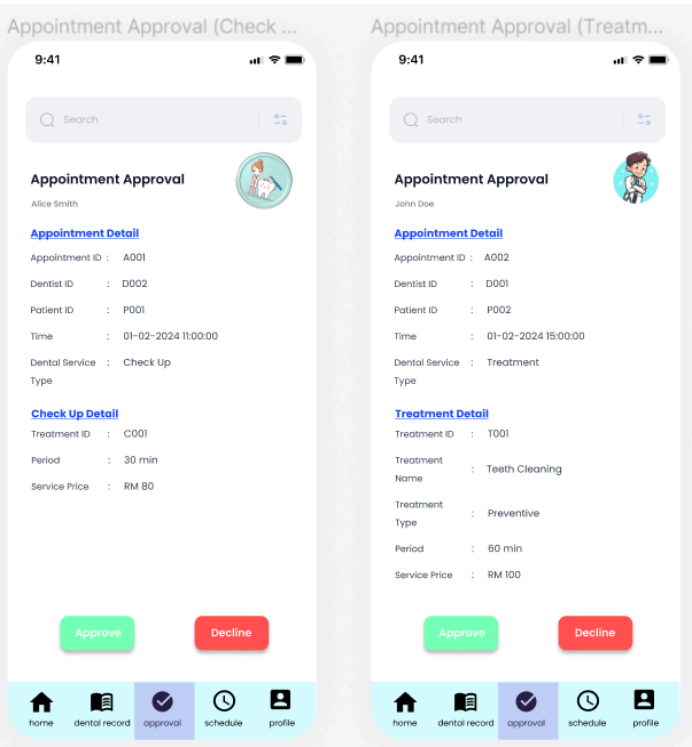 Appointment Approval (Check ...
9:41
Search
Appointment Approval
Alice Smith
Appointment Detail
Appointment ID : A001
Dentist ID : D002
Patient ID : P001
Time : 01-02-2024 11:00:00
Dental Service : Check Up
Type
Check Up Detail
Treatment ID : C001
Period : 30 min
Service Price : RM 80
Approve
Decline
home
dental record
approval
schedule
profile
Appointment Approval (Treatm...
9:41
Search
Appointment Approval
John Doe
Appointment Detail
Appointment ID : A002
Dentist ID : D001
Patient ID : P002
Time : 01-02-2024 15:00:00
Dental Service : Treatment
Type
Treatment Detail
Treatment ID : T001
Treatment
Name : Teeth Cleaning
Treatment
Type : Preventive
Period : 60 min
Service Price : RM 100
Approve
Decline
home
dental record
approval
schedule
profile